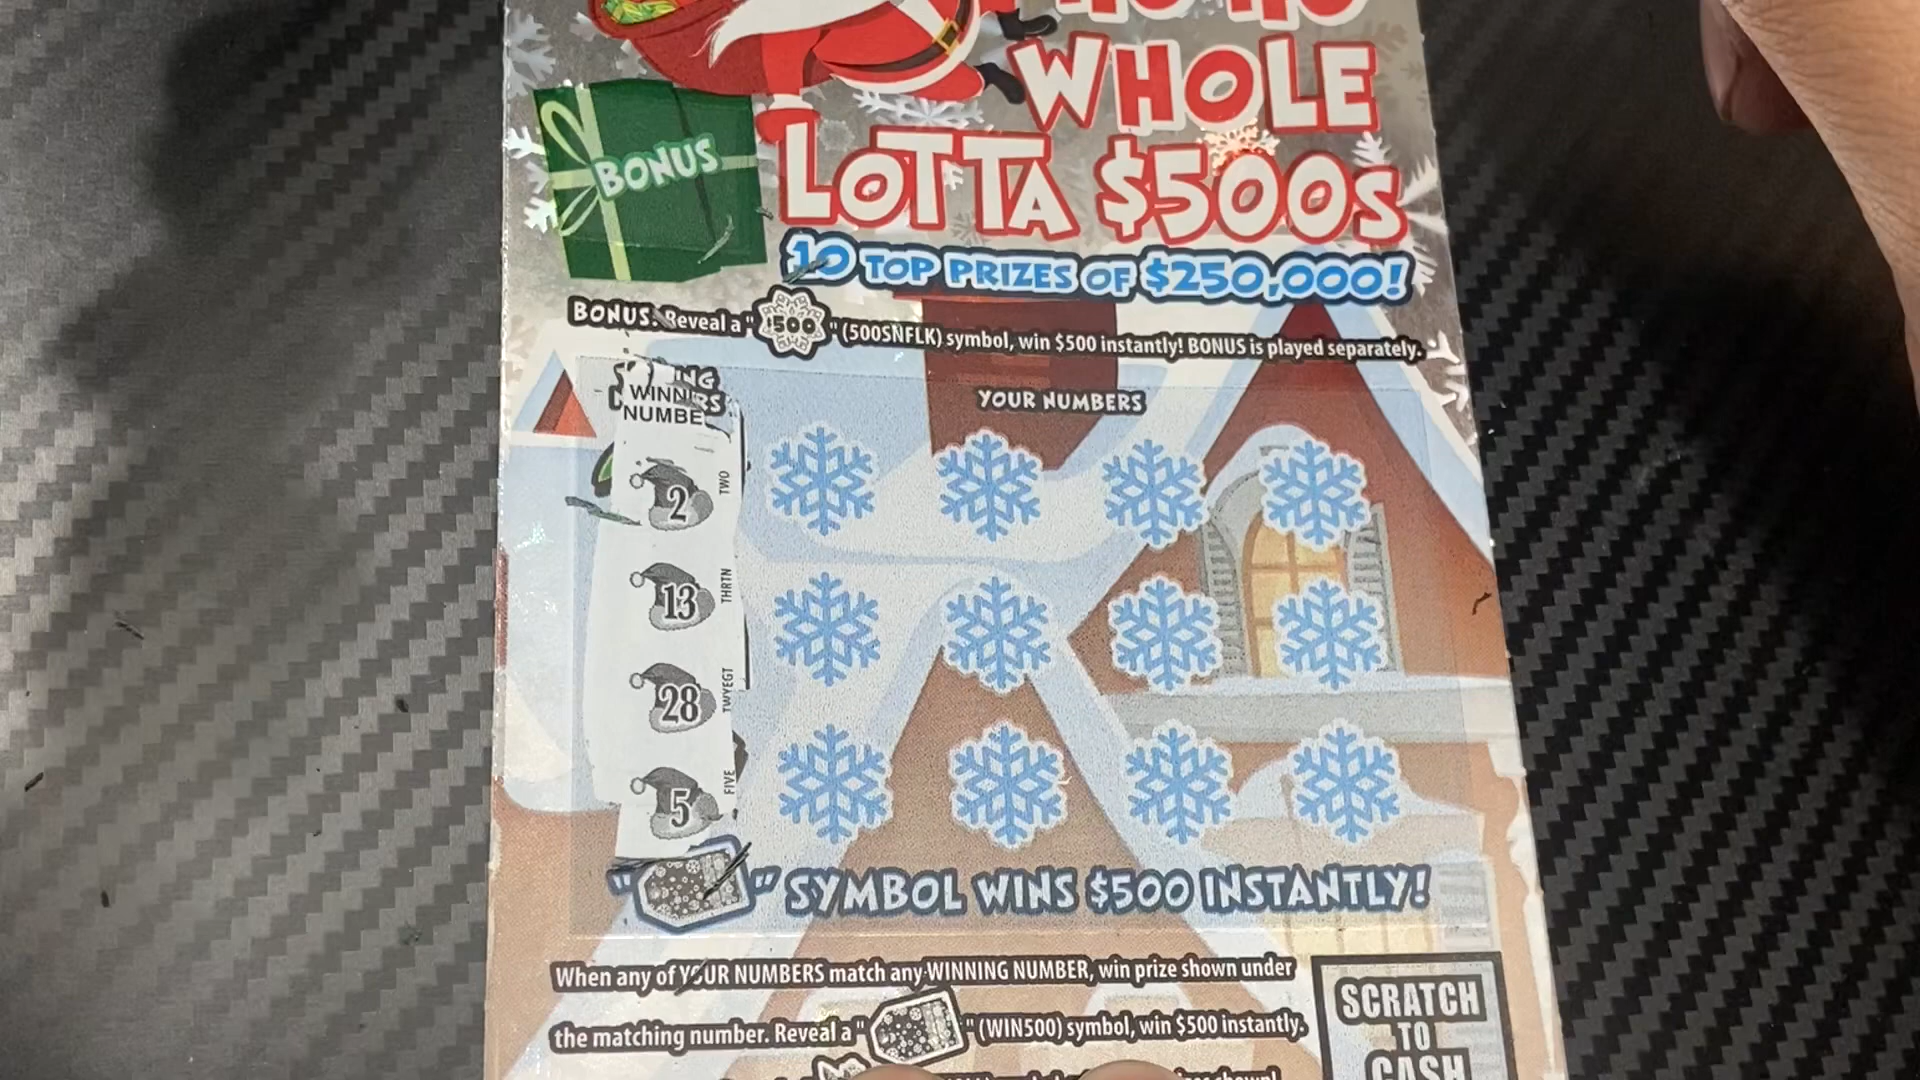 WHOLE
LOTTA $500s
BONUS
10 TOP PRIZES OF $250,000!
BONUS: Reveal a " $500 " (500SNFLK) symbol, win $500 instantly! BONUS is played separately.
YOUR NUMBERS
2 TWO
13 THRTN
28 TWYEGT
5 FIVE
" " SYMBOL WINS $500 INSTANTLY!
When any of YOUR NUMBERS match any WINNING NUMBER, win prize shown under
the matching number. Reveal a " " (WIN500) symbol, win $500 instantly.
SCRATCH
TO
CASH